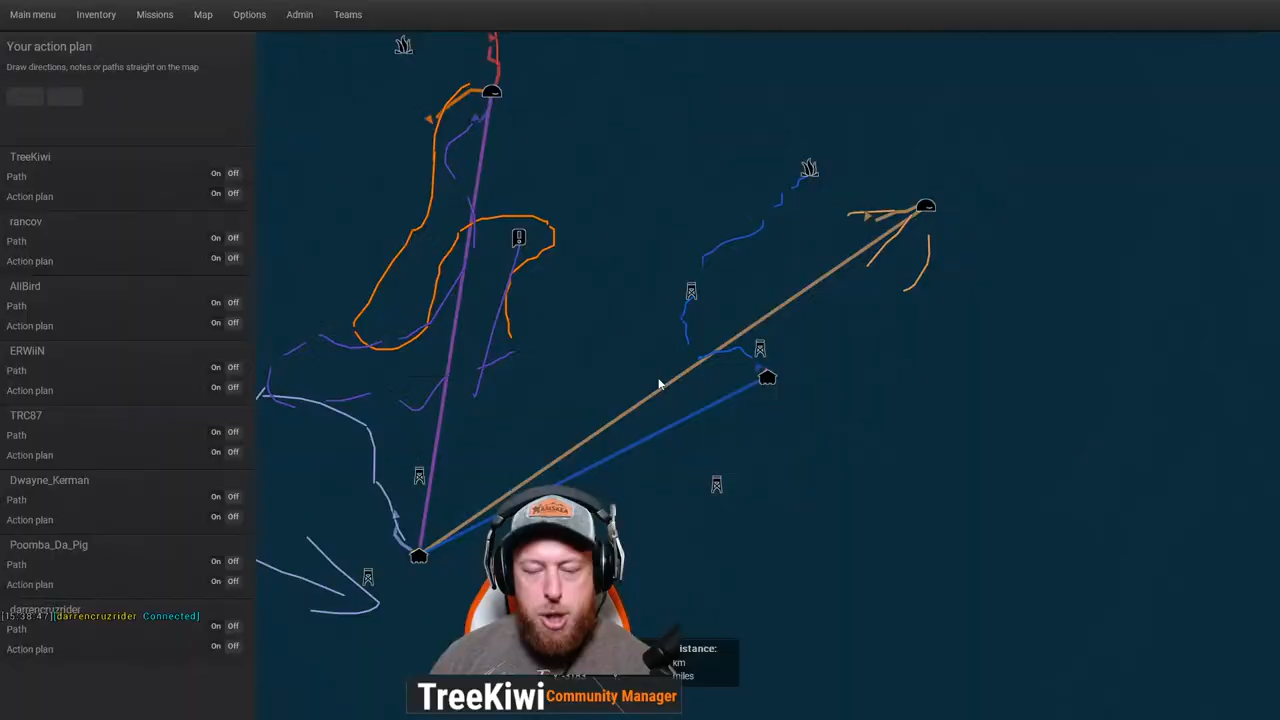 Main menu Inventory Missions Map Options Admin Teams
Your action plan
Draw directions, notes or paths straight on the map
TreeKiwi
Path On Off
Action plan On Off
rancov
Path On Off
Action plan On Off
AliBird
Path On Off
Action plan On Off
ERWiiN
Path On Off
Action plan On Off
TRC87
Path On Off
Action plan On Off
Dwayne_Kerman
Path On Off
Action plan On Off
Poomba_Da_Pig
Path On Off
Action plan On Off
darrencruzrider
[15:38:47][darrencruzrider Connected]
Path On Off
Action plan On Off
istance:
km
miles
TreeKiwi Community Manager